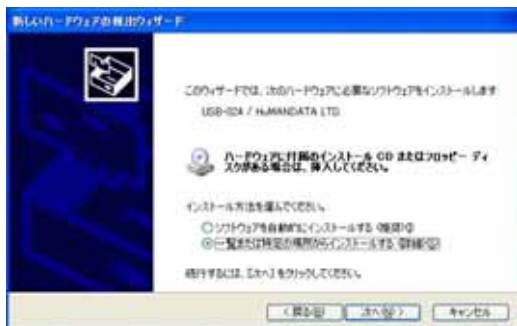 新しいハードウェアの検出ウィザード
このウィザードでは、次のハードウェアに必要なソフトウェアをインストールします
USB-024 / HuMANDATA LTD.
ハードウェアに付属のインストール CD またはフロッピー ディ
スクがある場合は、挿入してください。
インストール方法を選んでください。
ソフトウェアを自動的にインストールする (推奨)(I)
一覧または特定の場所からインストールする (詳細)(S)
続行するには、[次へ] をクリックしてください。
< 戻る(B)
次へ(N) >
キャンセル